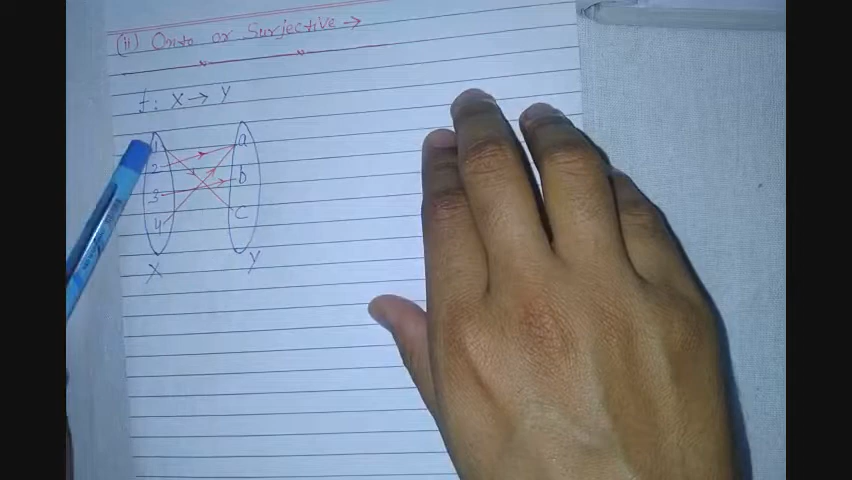 (ii) Onto or Surjective →
f: X → Y
1 a
2
3 b
4 c
X Y